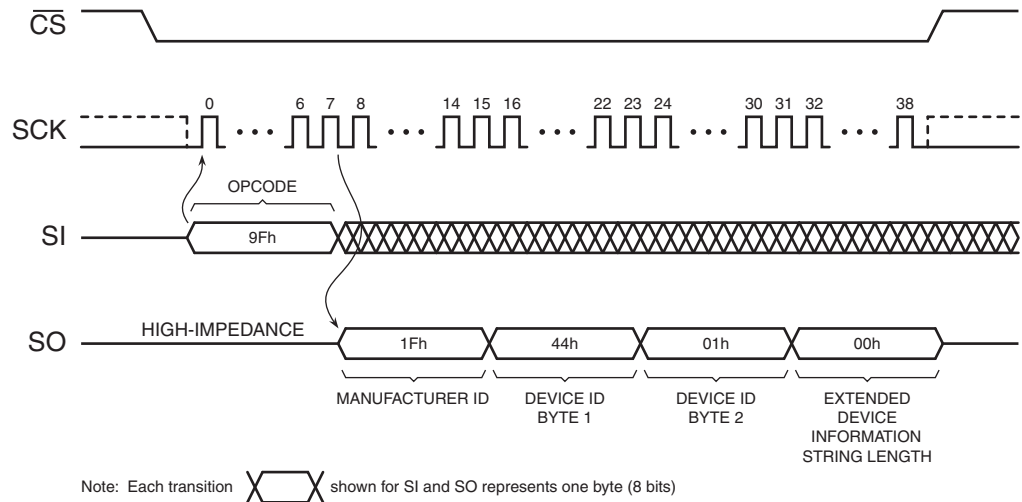 CS
0 6 7 8 14 15 16 22 23 24 30 31 32 38
SCK
OPCODE
SI
9Fh
HIGH-IMPEDANCE
SO
1Fh 44h 01h 00h
MANUFACTURER ID
DEVICE ID
BYTE 1
DEVICE ID
BYTE 2
EXTENDED
DEVICE
INFORMATION
STRING LENGTH
Note: Each transition shown for SI and SO represents one byte (8 bits)